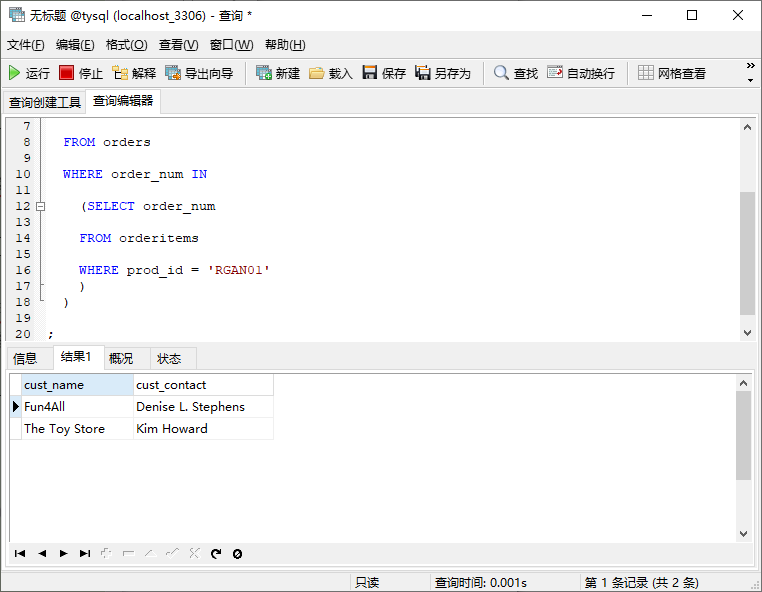 无标题 @tysql (localhost_3306) - 查询 *
文件(F) 编辑(E) 格式(O) 查看(V) 窗口(W) 帮助(H)
运行 停止 解释 导出向导 新建 载入 保存 另存为 查找 自动换行 网格查看
查询创建工具 查询编辑器
7
8 FROM orders
9
10 WHERE order_num IN
11
12 (SELECT order_num
13
14 FROM orderitems
15
16 WHERE prod_id = 'RGAN01'
17 )
18 )
19
20 ;
信息 结果1 概况 状态
cust_name cust_contact
Fun4All Denise L. Stephens
The Toy Store Kim Howard
只读 查询时间: 0.001s 第 1 条记录 (共 2 条)